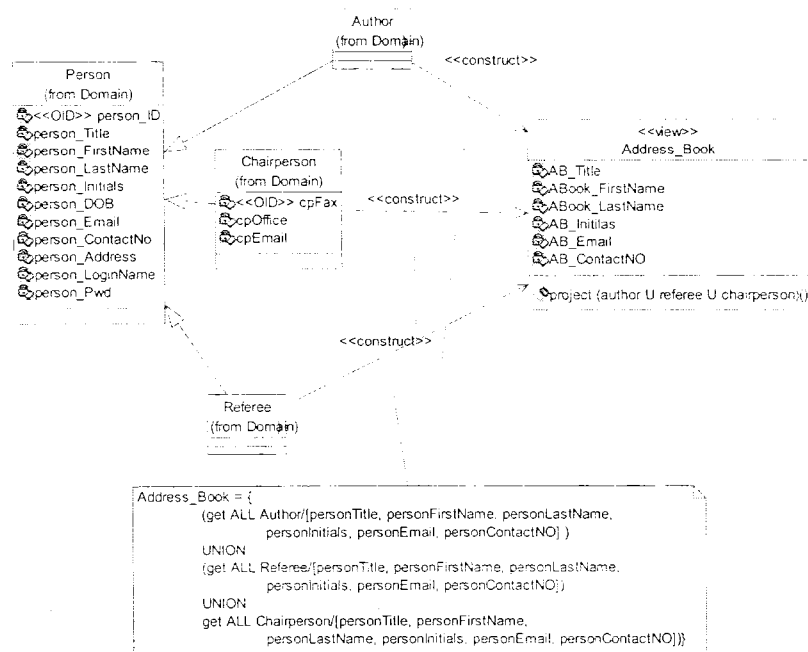 Author
(from Domain)
<<construct>>
Person
(from Domain)
<<OID>> person_ID
person_Title
person_FirstName
person_LastName
person_Initials
person_DOB
person_Email
person_ContactNo
person_Address
person_LoginName
person_Pwd
Chairperson
(from Domain)
<<OID>> cpFax
cpOffice
cpEmail
<<construct>>
<<view>>
Address_Book
AB_Title
ABook_FirstName
ABook_LastName
AB_Initilas
AB_Email
AB_ContactNO
project (author U referee U chairperson)()
<<construct>>
Referee
(from Domain)
Address_Book = {
(get ALL Author/[personTitle, personFirstName, personLastName,
personInitials, personEmail, personContactNO] )
UNION
(get ALL Referee/[personTitle, personFirstName, personLastName,
personInitials, personEmail, personContactNO])
UNION
get ALL Chairperson/[personTitle, personFirstName,
personLastName, personInitials, personEmail, personContactNO])}